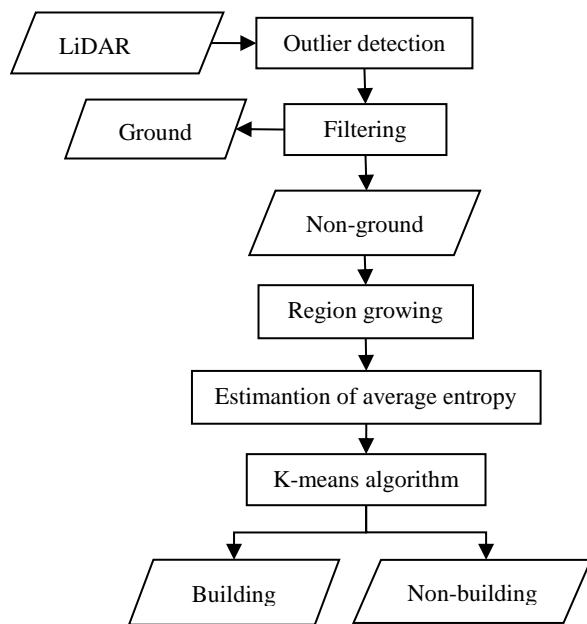 LiDAR
Outlier detection
Ground
Filtering
Non-ground
Region growing
Estimantion of average entropy
K-means algorithm
Building
Non-building